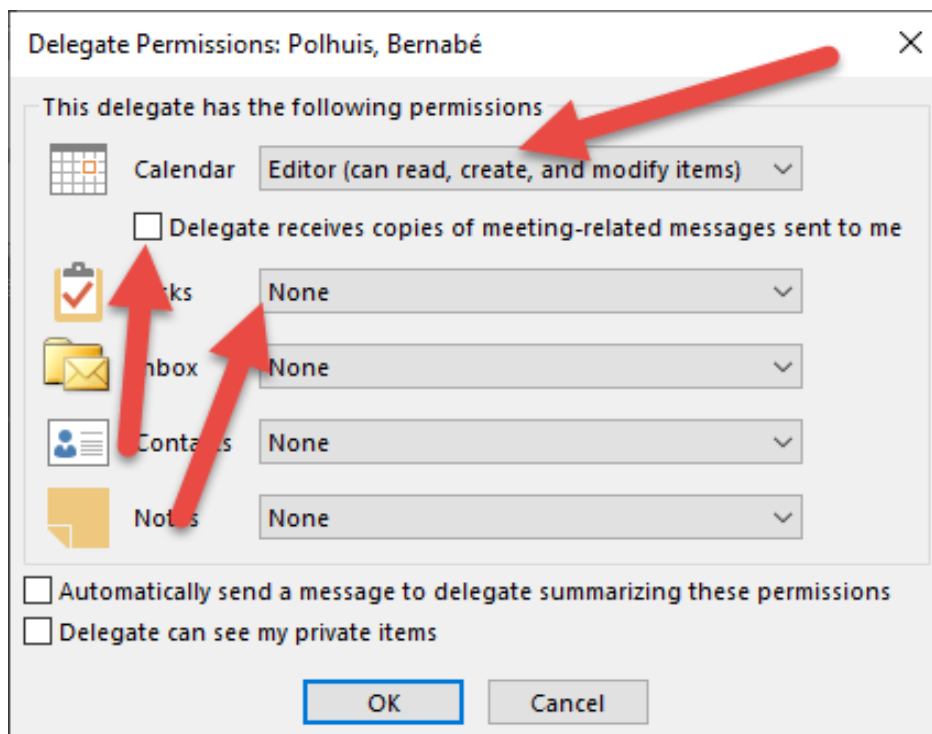 Delegate Permissions: Polhuis, Bernabé
This delegate has the following permissions
Calendar Editor (can read, create, and modify items)
Delegate receives copies of meeting-related messages sent to me
None
None
Contacts None
Notes None
Automatically send a message to delegate summarizing these permissions
Delegate can see my private items
OK Cancel